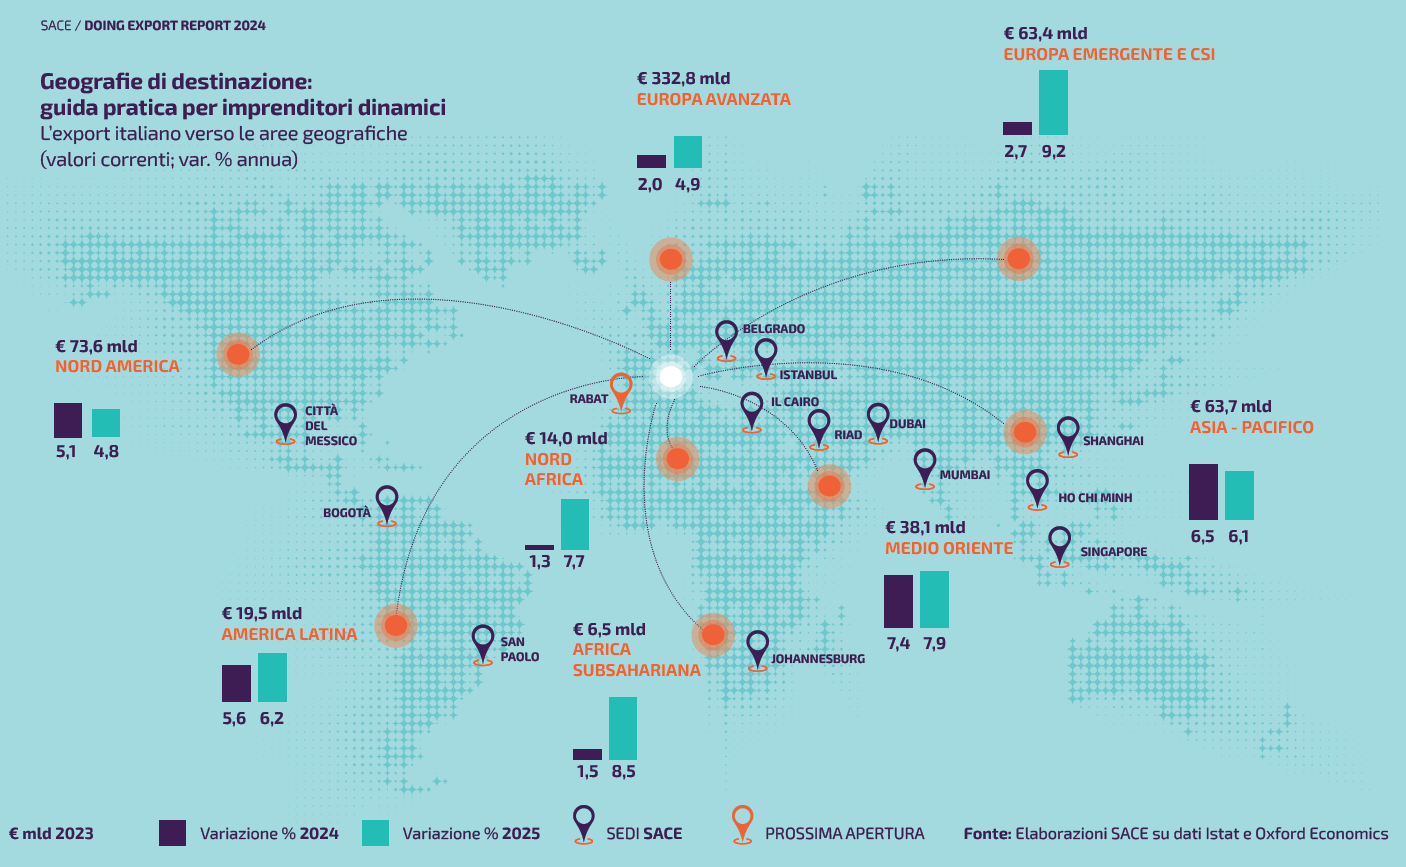 SACE / DOING EXPORT REPORT 2024
Geografie di destinazione:
guida pratica per imprenditori dinamici
L'export italiano verso le aree geografiche
(valori correnti; var. % annua)
€ 332,8 mld
EUROPA AVANZATA
2,0 4,9
€ 63,4 mld
EUROPA EMERGENTE E CSI
2,7 9,2
€ 73,6 mld
NORD AMERICA
5,1 4,8
CITTÀ
DEL
MESSICO
BOGOTÀ
BELGRADO
ISTANBUL
RABAT
IL CAIRO
RIAD
DUBAI
MUMBAI
SHANGHAI
HO CHI MINH
SINGAPORE
€ 63,7 mld
ASIA - PACIFICO
6,5 6,1
€ 14,0 mld
NORD
AFRICA
1,3 7,7
€ 38,1 mld
MEDIO ORIENTE
7,4 7,9
€ 19,5 mld
AMERICA LATINA
5,6 6,2
SAN
PAOLO
€ 6,5 mld
AFRICA
SUBSAHARIANA
1,5 8,5
JOHANNESBURG
€ mld 2023
Variazione % 2024
Variazione % 2025
SEDI SACE
PROSSIMA APERTURA
Fonte: Elaborazioni SACE su dati Istat e Oxford Economics